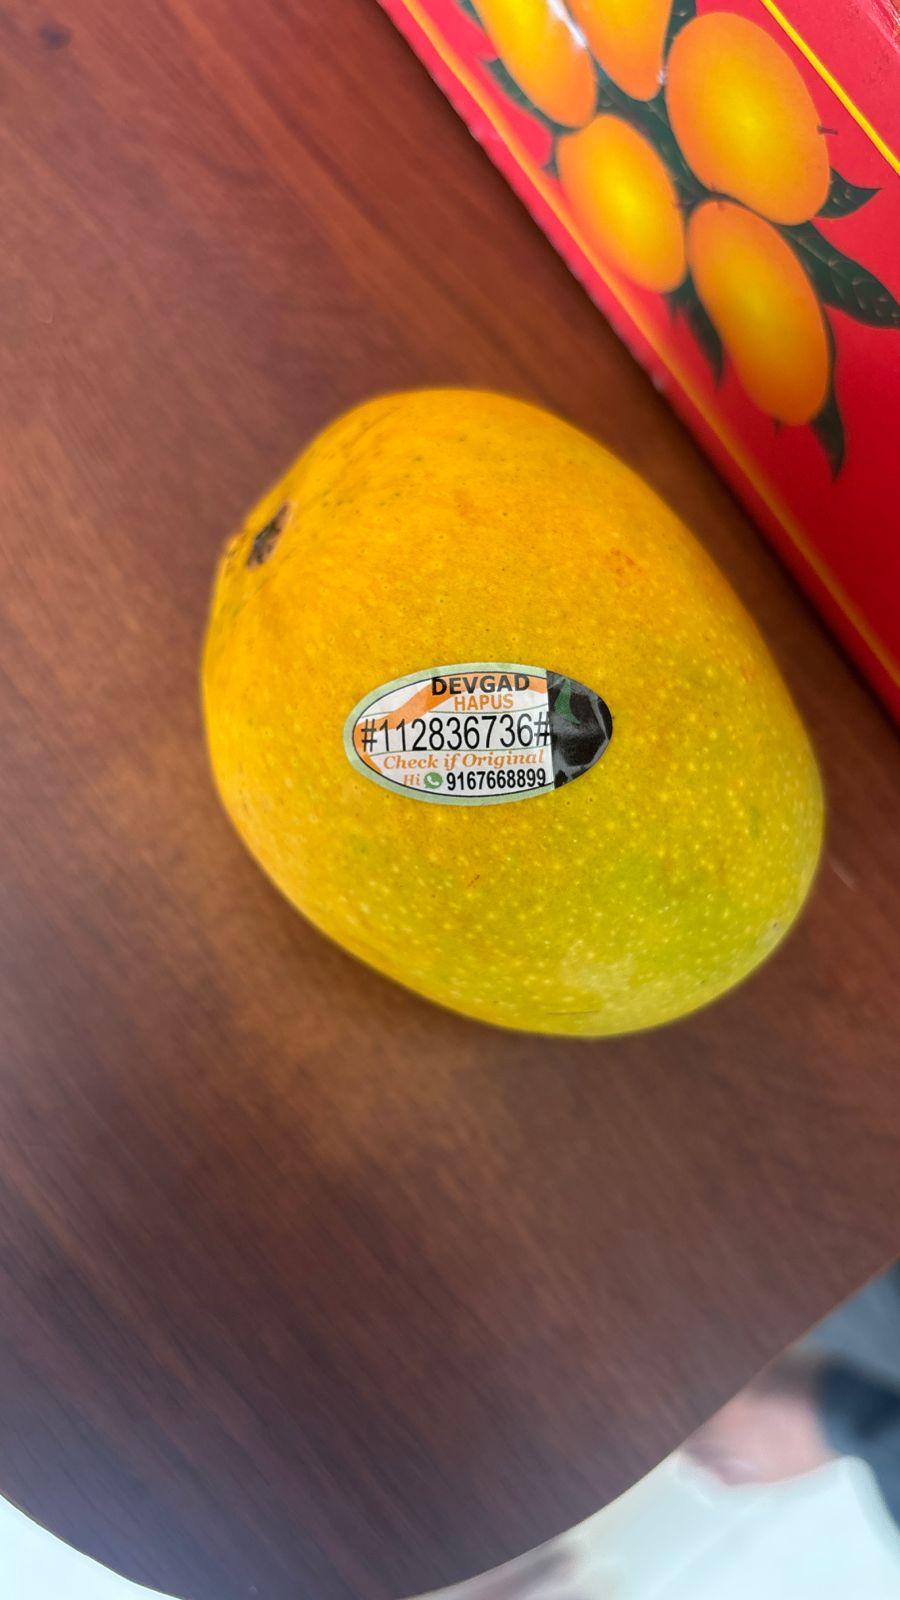 DEVGAD
HAPUS
#112836736#
Check if Original
Hi 9167668899